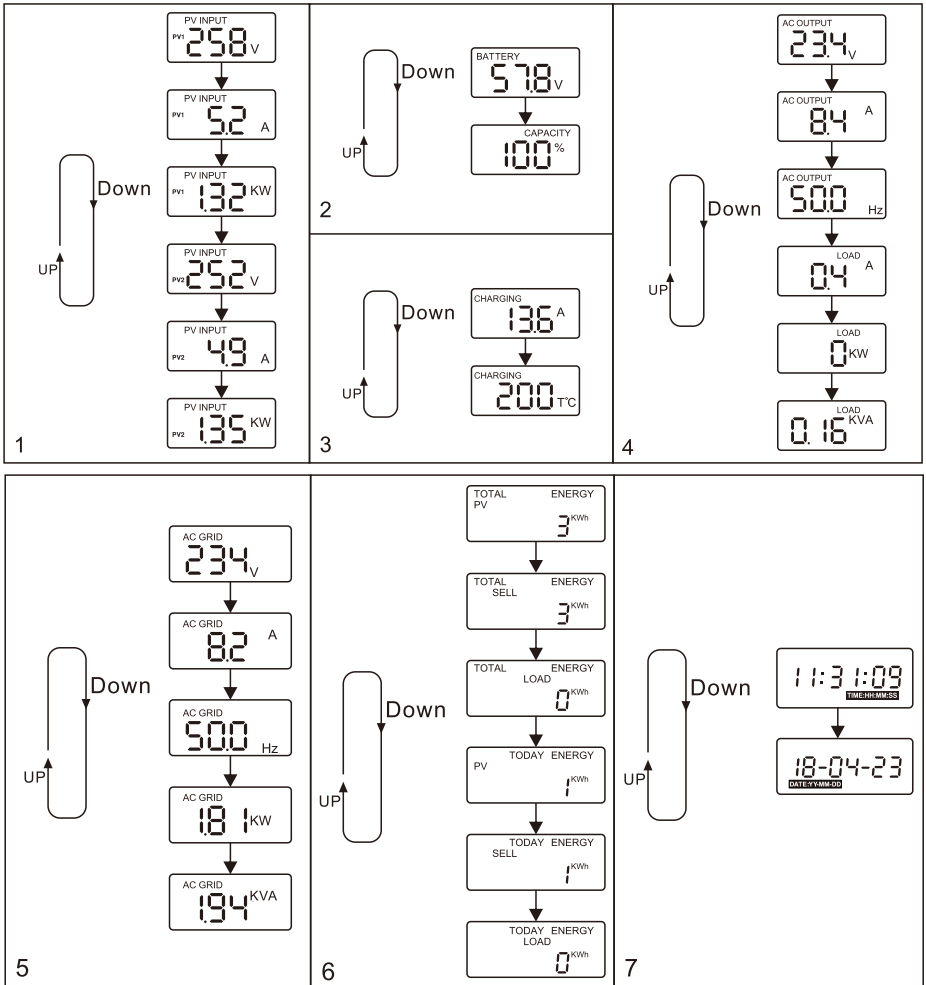 PV INPUT
PV1 258 V
PV INPUT
PV1 5.2 A
PV INPUT
PV1 1.32 KW
PV INPUT
PV2 252 V
PV INPUT
PV2 4.9 A
PV INPUT
PV2 1.35 KW
Down
UP
1
BATTERY
57.8 V
CAPACITY
100 %
Down
UP
2
CHARGING
13.6 A
CHARGING
200 T°C
Down
UP
3
AC OUTPUT
23.4 V
AC OUTPUT
8.4 A
AC OUTPUT
50.0 Hz
LOAD
0.4 A
LOAD
0 KW
LOAD
0.16 KVA
Down
UP
4
AC GRID
234 V
AC GRID
8.2 A
AC GRID
50.0 Hz
AC GRID
1.81 KW
AC GRID
1.94 KVA
Down
UP
5
TOTAL ENERGY
PV
3 KWh
TOTAL ENERGY
SELL
3 KWh
TOTAL ENERGY
LOAD
0 KWh
TODAY ENERGY
PV
1 KWh
TODAY ENERGY
SELL
1 KWh
TODAY ENERGY
LOAD
0 KWh
Down
UP
6
11:31:09
TIME:HH:MM:SS
18-04-23
DATE:YY-MM-DD
Down
UP
7